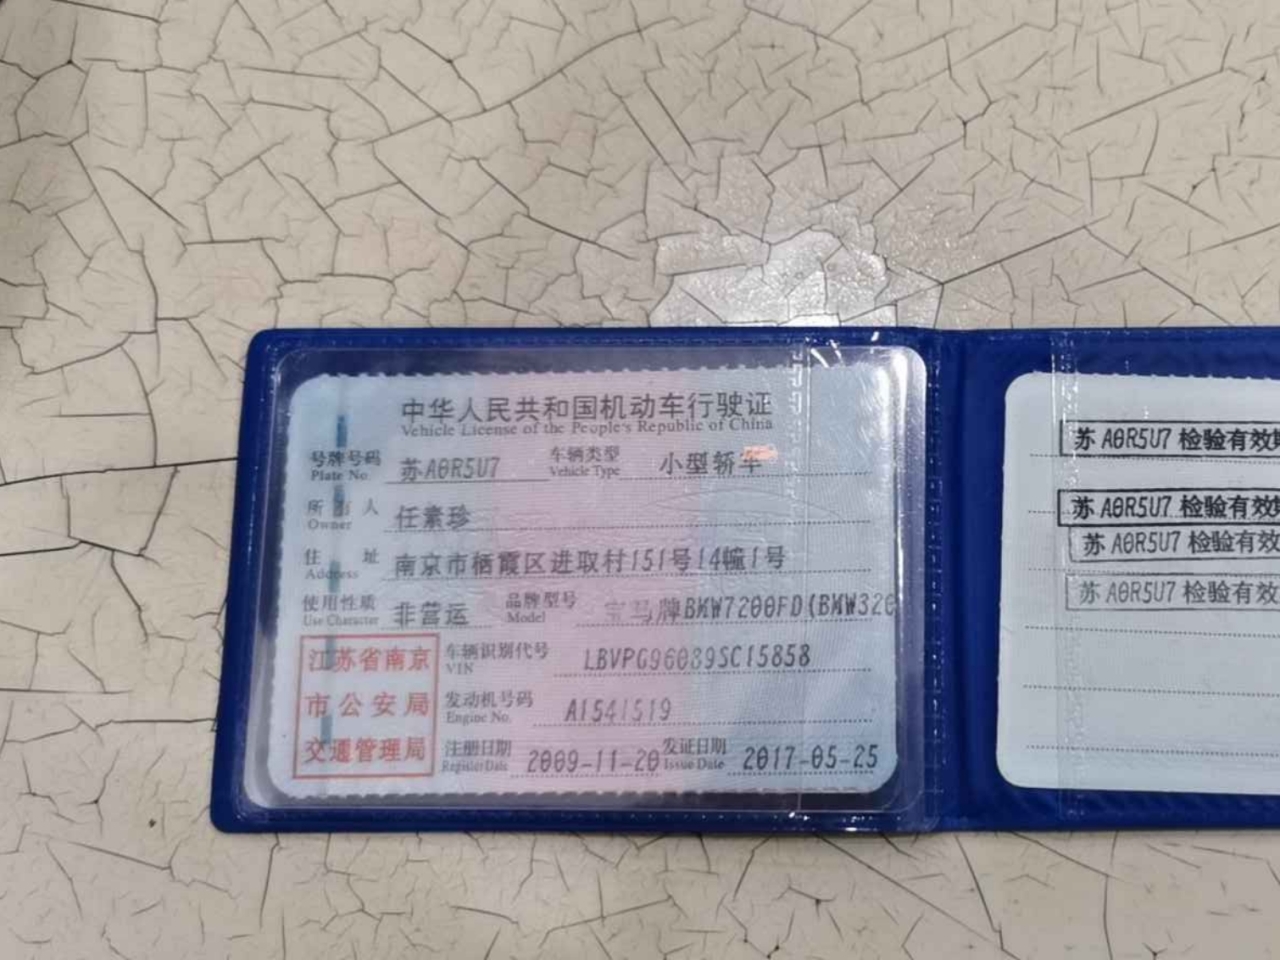 中华人民共和国机动车行驶证
Vehicle License of the People's Republic of China
号牌号码 苏A0R5U7 车辆类型 小型轿车
Plate No. Vehicle Type
所有人 任素珍
Owner
住址 南京市栖霞区进取村151号14幢1号
Address
使用性质 非营运 品牌型号 宝马牌BMW7200FD(BMW320
Use Character Model
江苏省南京
市公安局
交通管理局
车辆识别代号 LBVPG96089SC15858
VIN
发动机号码 A1541519
Engine No.
注册日期 2009-11-20 发证日期 2017-05-25
Register Date Issue Date
苏A0R5U7 检验有效
苏A0R5U7 检验有效
苏A0R5U7 检验有效
苏A0R5U7 检验有效